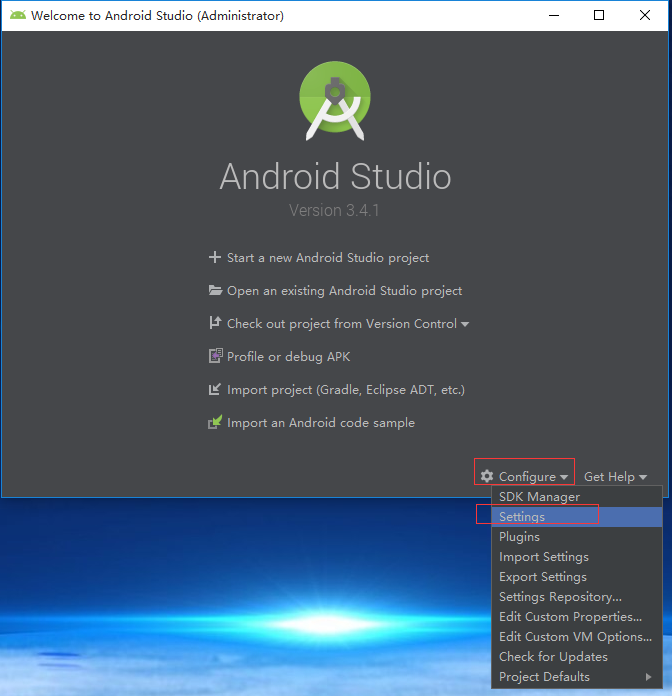 Welcome to Android Studio (Administrator)
Android Studio
Version 3.4.1
Start a new Android Studio project
Open an existing Android Studio project
Check out project from Version Control
Profile or debug APK
Import project (Gradle, Eclipse ADT, etc.)
Import an Android code sample
Configure Get Help
SDK Manager
Settings
Plugins
Import Settings
Export Settings
Settings Repository...
Edit Custom Properties...
Edit Custom VM Options...
Check for Updates
Project Defaults